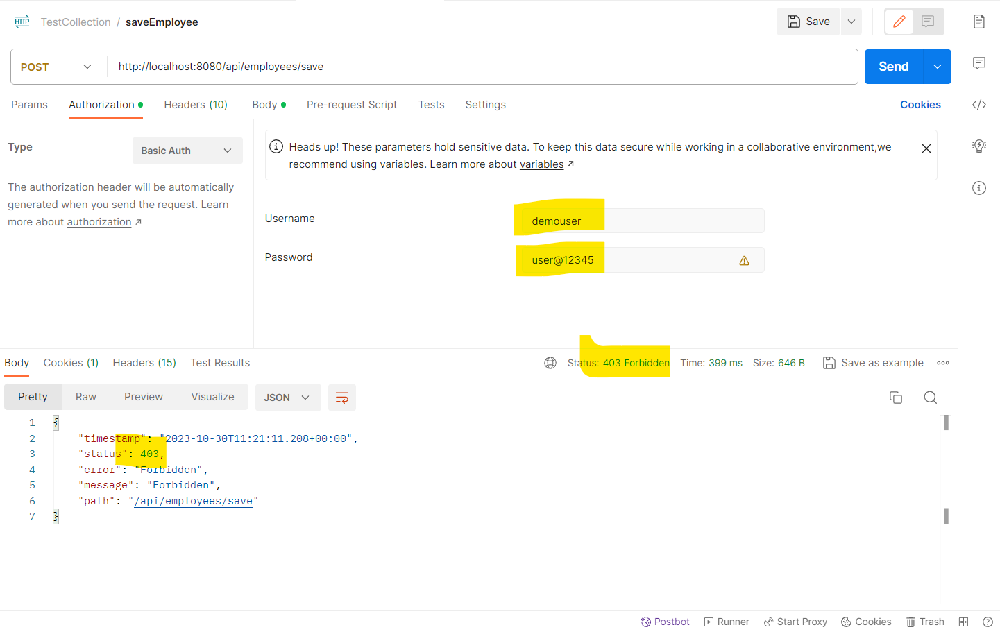 HTTP TestCollection / saveEmployee Save
POST http://localhost:8080/api/employees/save Send
Params Authorization Headers (10) Body Pre-request Script Tests Settings Cookies
Type Basic Auth
The authorization header will be automatically
generated when you send the request. Learn
more about authorization ↗
Heads up! These parameters hold sensitive data. To keep this data secure while working in a collaborative environment,we
recommend using variables. Learn more about variables ↗
Username demouser
Password user@12345
Body Cookies (1) Headers (15) Test Results Status: 403 Forbidden Time: 399 ms Size: 646 B Save as example
Pretty Raw Preview Visualize JSON
1 {
2 "timestamp": "2023-10-30T11:21:11.208+00:00",
3 "status": 403,
4 "error": "Forbidden",
5 "message": "Forbidden",
6 "path": "/api/employees/save"
7 }
Postbot Runner Start Proxy Cookies Trash